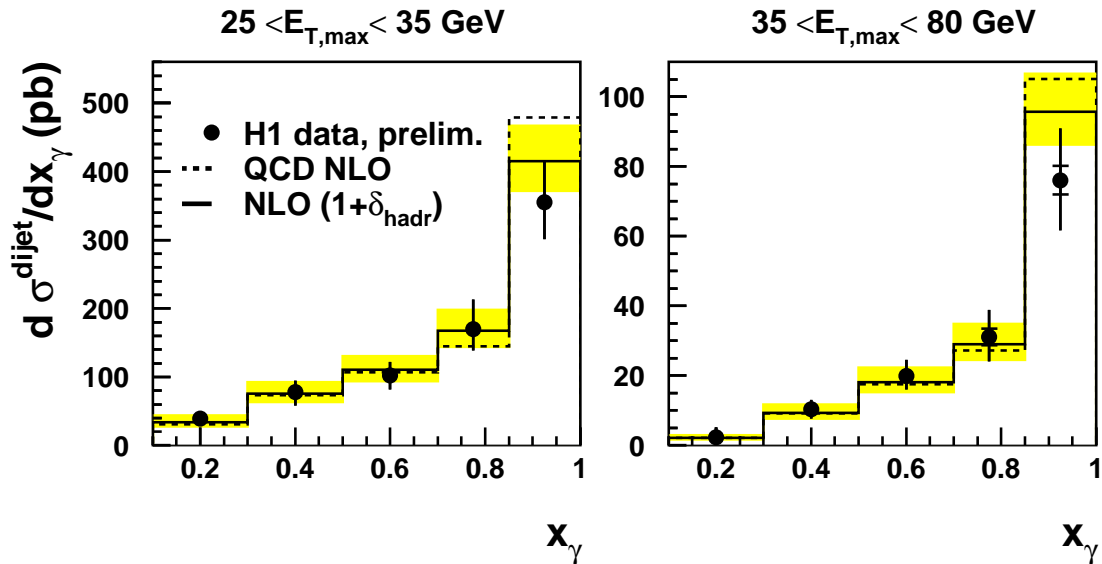 25 <E_T,max< 35 GeV
35 <E_T,max< 80 GeV
d σ^dijet/dx_γ (pb)
H1 data, prelim.
QCD NLO
NLO (1+δ_hadr)
500
400
300
200
100
0
0.2 0.4 0.6 0.8 1
x_γ
100
80
60
40
20
0
0.2 0.4 0.6 0.8 1
x_γ